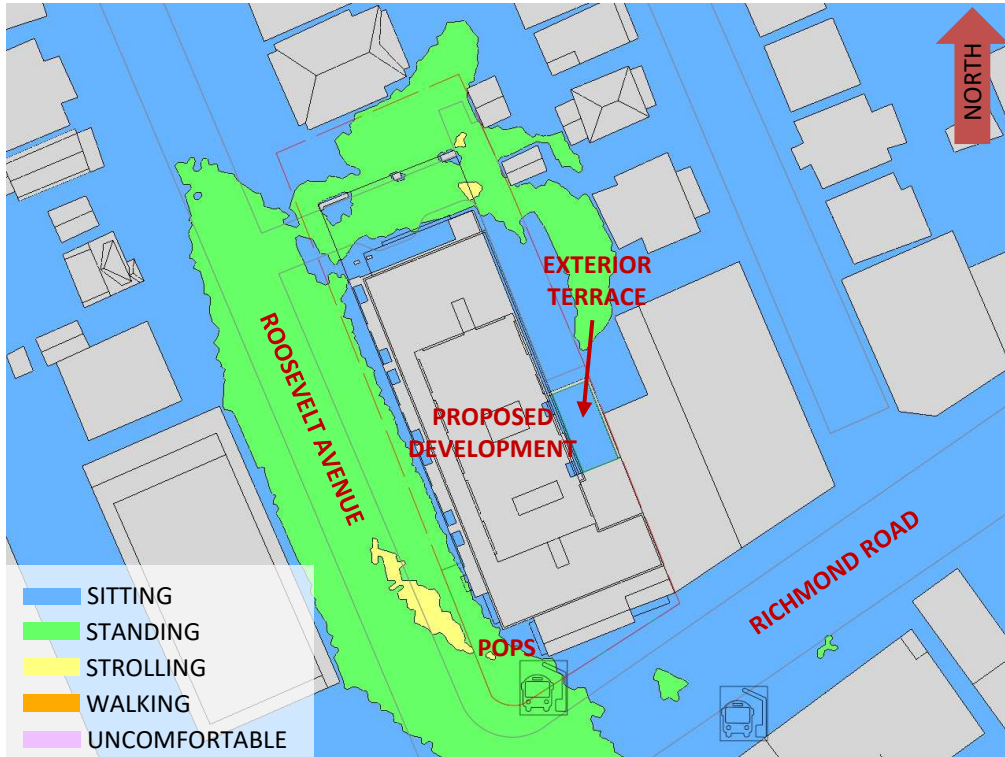 NORTH
EXTERIOR
TERRACE
ROOSEVELT AVENUE
PROPOSED
DEVELOPMENT
RICHMOND ROAD
POPS
SITTING
STANDING
STROLLING
WALKING
UNCOMFORTABLE